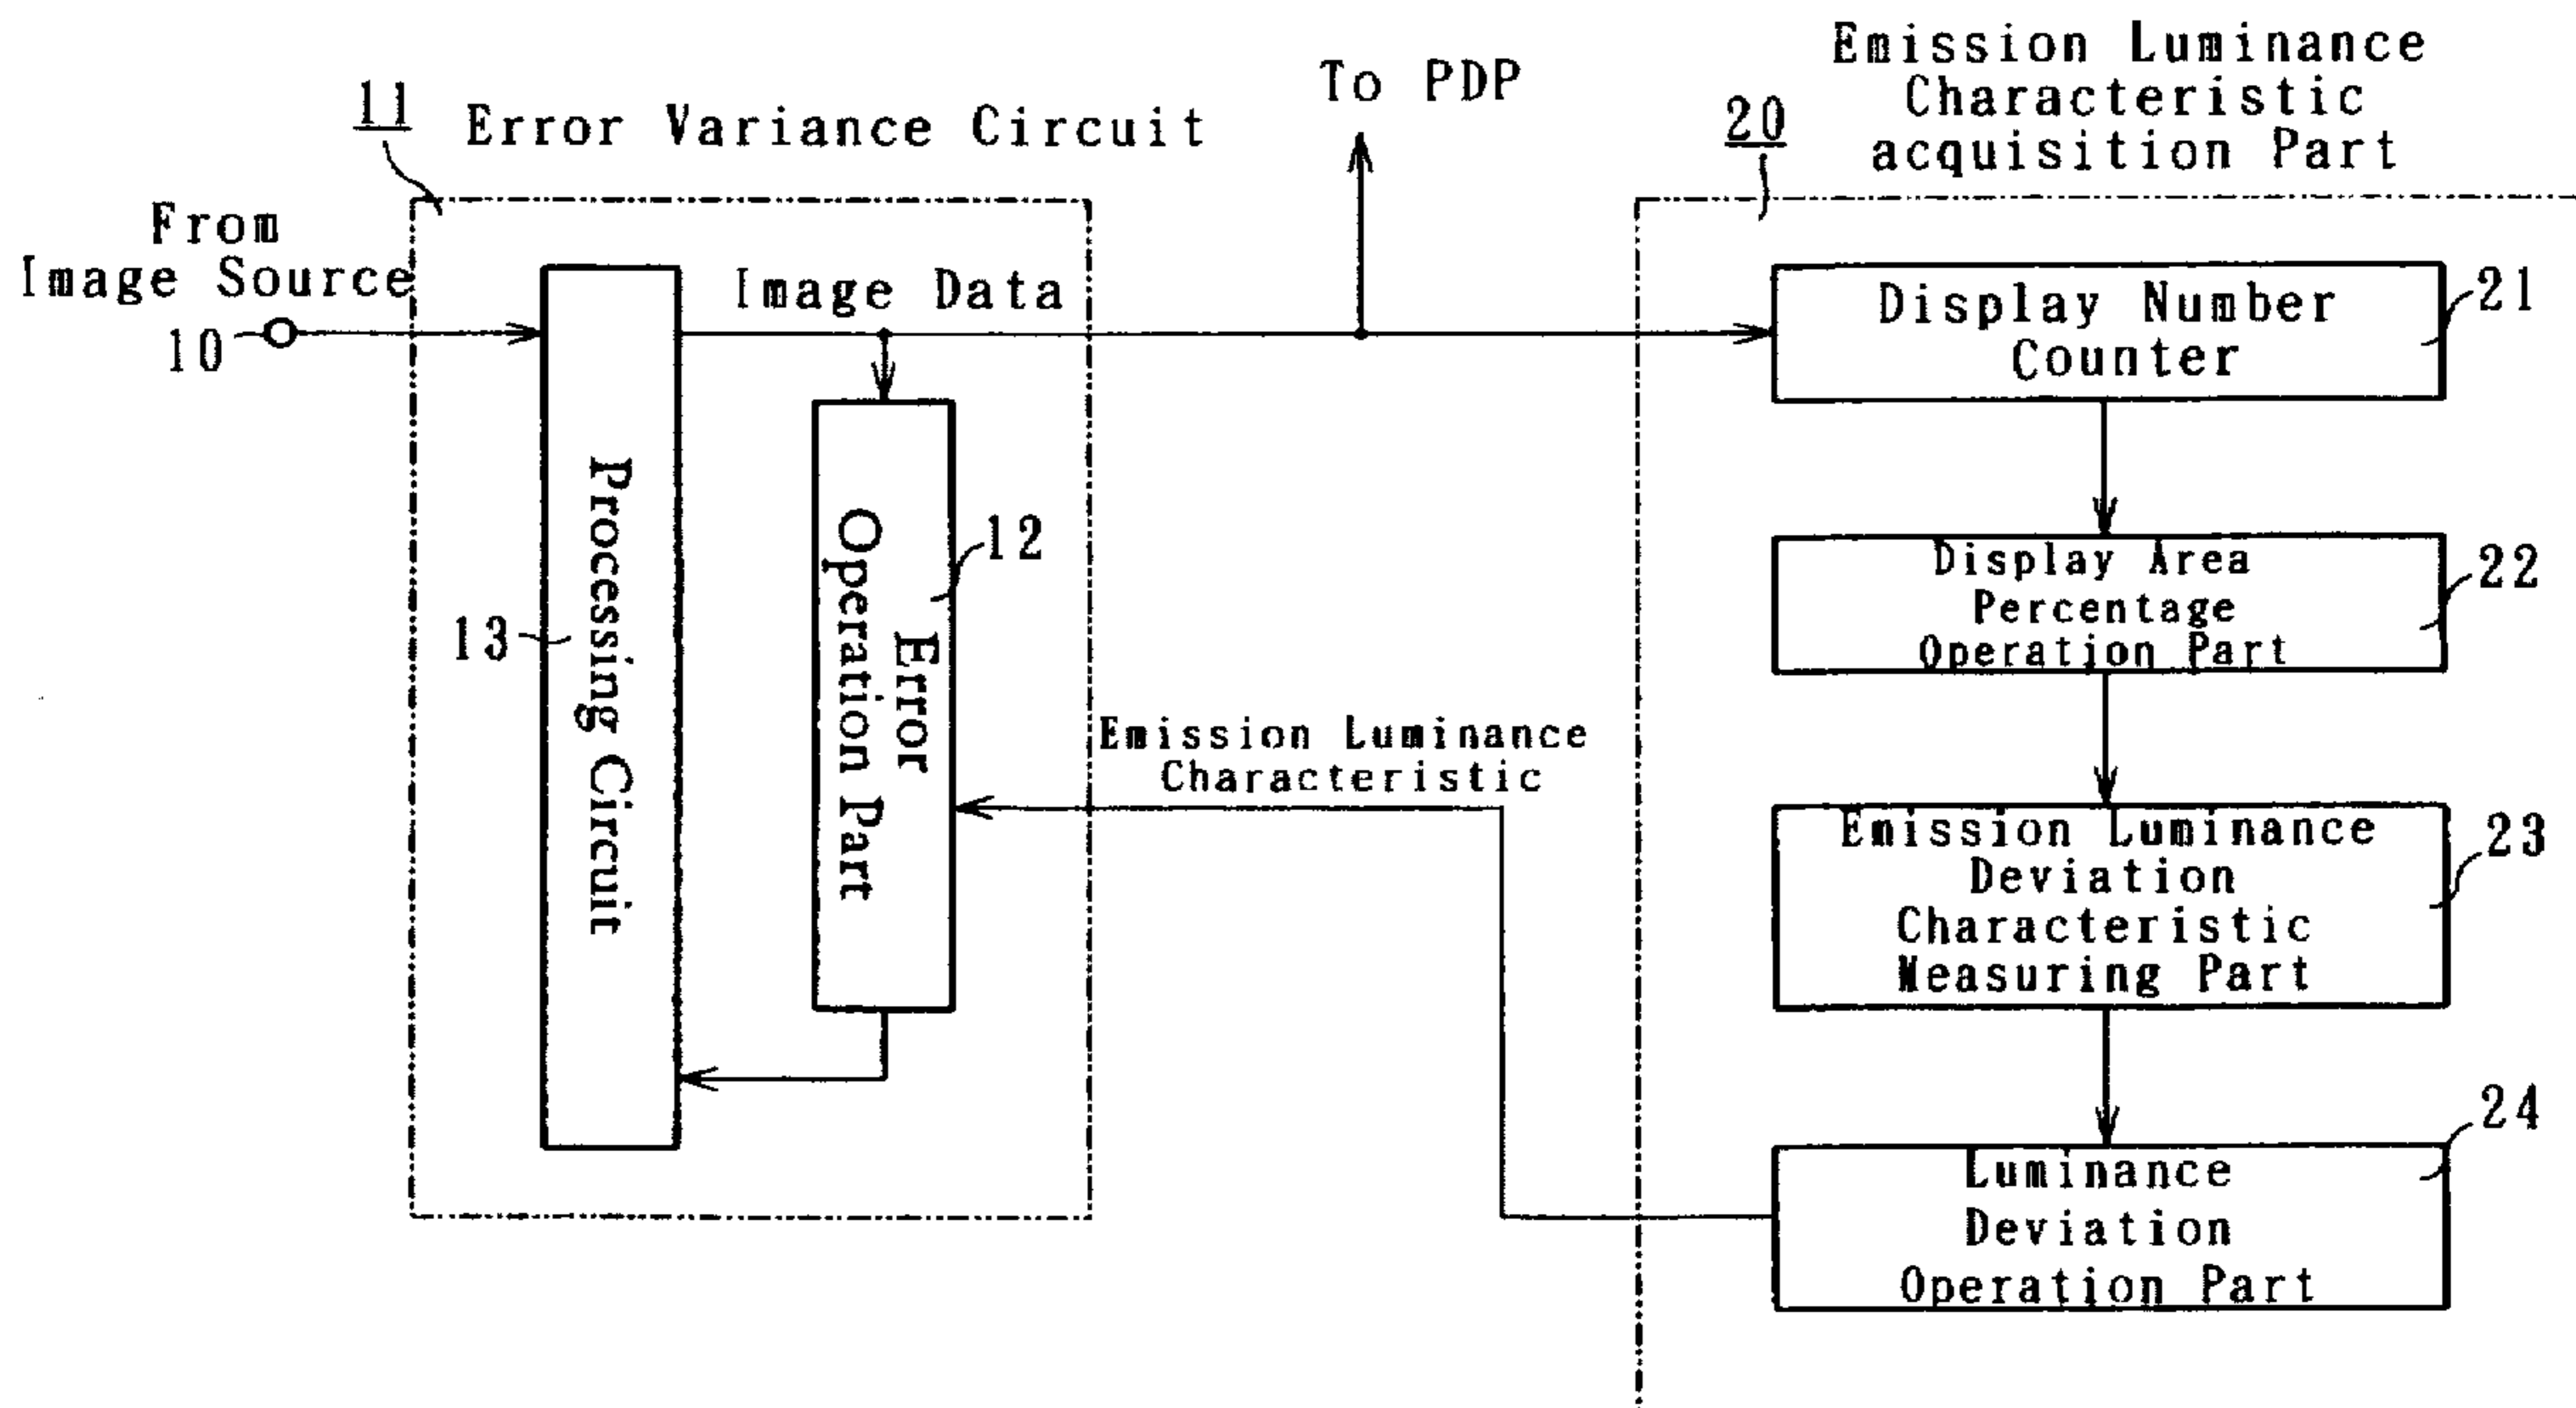 11
Error Variance Circuit
To PDP
20
Emission Luminance
Characteristic
acquisition Part
From
Image Source
10
Image Data
Processing Circuit
13
Error
Operation Part
12
Emission Luminance
Characteristic
Display Number
Counter
21
Display Area
Percentage
Operation Part
22
Emission Luminance
Deviation
Characteristic
Measuring Part
23
Luminance
Deviation
Operation Part
24